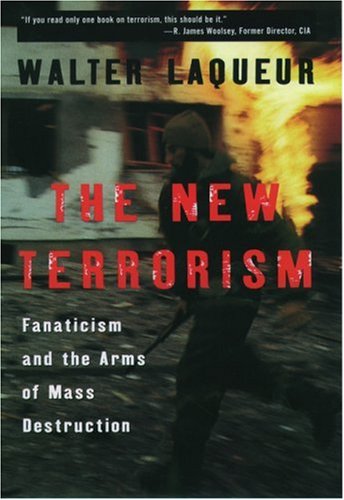 "If you read only one book on terrorism, this should be it."
—R. James Woolsey, Former Director, CIA
WALTER LAQUEUR
THE NEW
TERRORISM
Fanaticism
and the Arms
of Mass
Destruction